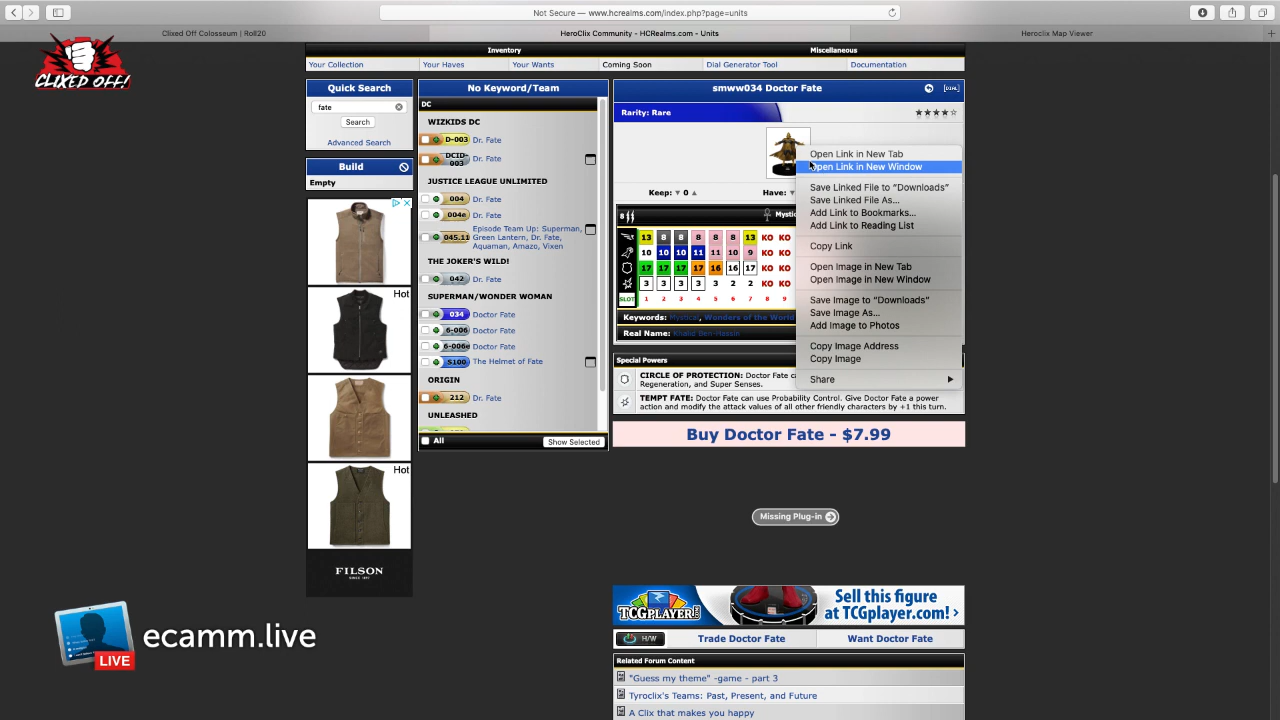 Not Secure — www.hcrealms.com/index.php?page=units
Clixed Off Colosseum | Roll20
HeroClix Community - HCRealms.com - Units
Heroclix Map Viewer
CLIXED OFF!
Inventory
Miscellaneous
Your Collection
Your Haves
Your Wants
Coming Soon
Dial Generator Tool
Documentation
Quick Search
fate
Search
Advanced Search
Build
Empty
Hot
Hot
FILSON
No Keyword/Team
DC
WIZKIDS DC
D-003 Dr. Fate
DCID-003 Dr. Fate
JUSTICE LEAGUE UNLIMITED
004 Dr. Fate
004e Dr. Fate
045.11 Episode Team Up: Superman,
Green Lantern, Dr. Fate,
Aquaman, Amazo, Vixen
THE JOKER'S WILD!
042 Dr. Fate
SUPERMAN/WONDER WOMAN
034 Doctor Fate
G-006 Doctor Fate
G-006e Doctor Fate
S100 The Helmet of Fate
ORIGIN
212 Dr. Fate
UNLEASHED
All
Show Selected
smww034 Doctor Fate
Rarity: Rare
Keep: 0
Have:
8
Mystic
13 8 8 8 8 8 13 KO KO
10 10 10 11 11 10 9 KO KO
17 17 17 17 16 16 17 KO KO
3 3 3 3 3 2 2 KO KO
SLOT 1 2 3 4 5 6 7 8 9
Keywords: Mystical, Wonders of the World
Real Name: Khalid Ben-Hassin
Special Powers
CIRCLE OF PROTECTION: Doctor Fate c
Regeneration, and Super Senses.
TEMPT FATE: Doctor Fate can use Probability Control. Give Doctor Fate a power
action and modify the attack values of all other friendly characters by +1 this turn.
Open Link in New Tab
Open Link in New Window
Save Linked File to “Downloads”
Save Linked File As...
Add Link to Bookmarks...
Add Link to Reading List
Copy Link
Open Image in New Tab
Open Image in New Window
Save Image to “Downloads”
Save Image As...
Add Image to Photos
Copy Image Address
Copy Image
Share
Buy Doctor Fate - $7.99
Missing Plug-in
TCGPLAYER
Sell this figure
at TCGplayer.com! ›
H/W
Trade Doctor Fate
Want Doctor Fate
Related Forum Content
"Guess my theme" -game - part 3
Tyroclix's Teams: Past, Present, and Future
A Clix that makes you happy
ecamm.live
LIVE